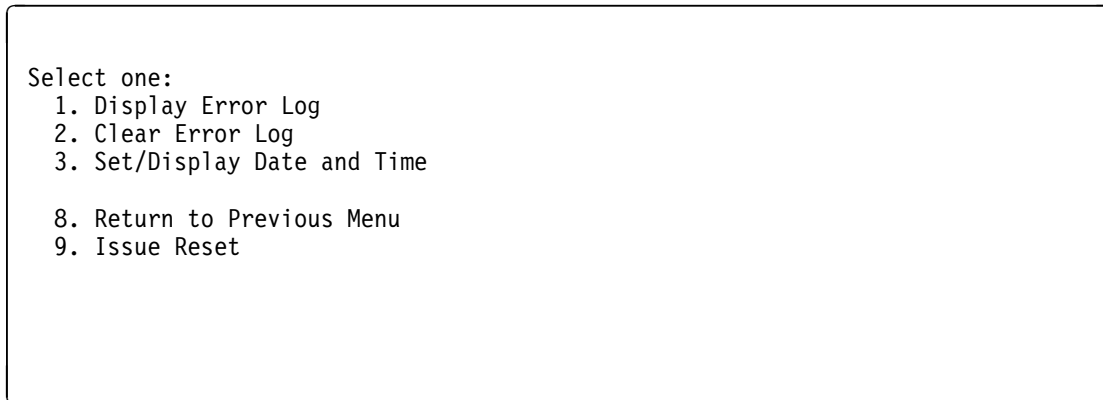 Select one:
1. Display Error Log
2. Clear Error Log
3. Set/Display Date and Time
8. Return to Previous Menu
9. Issue Reset